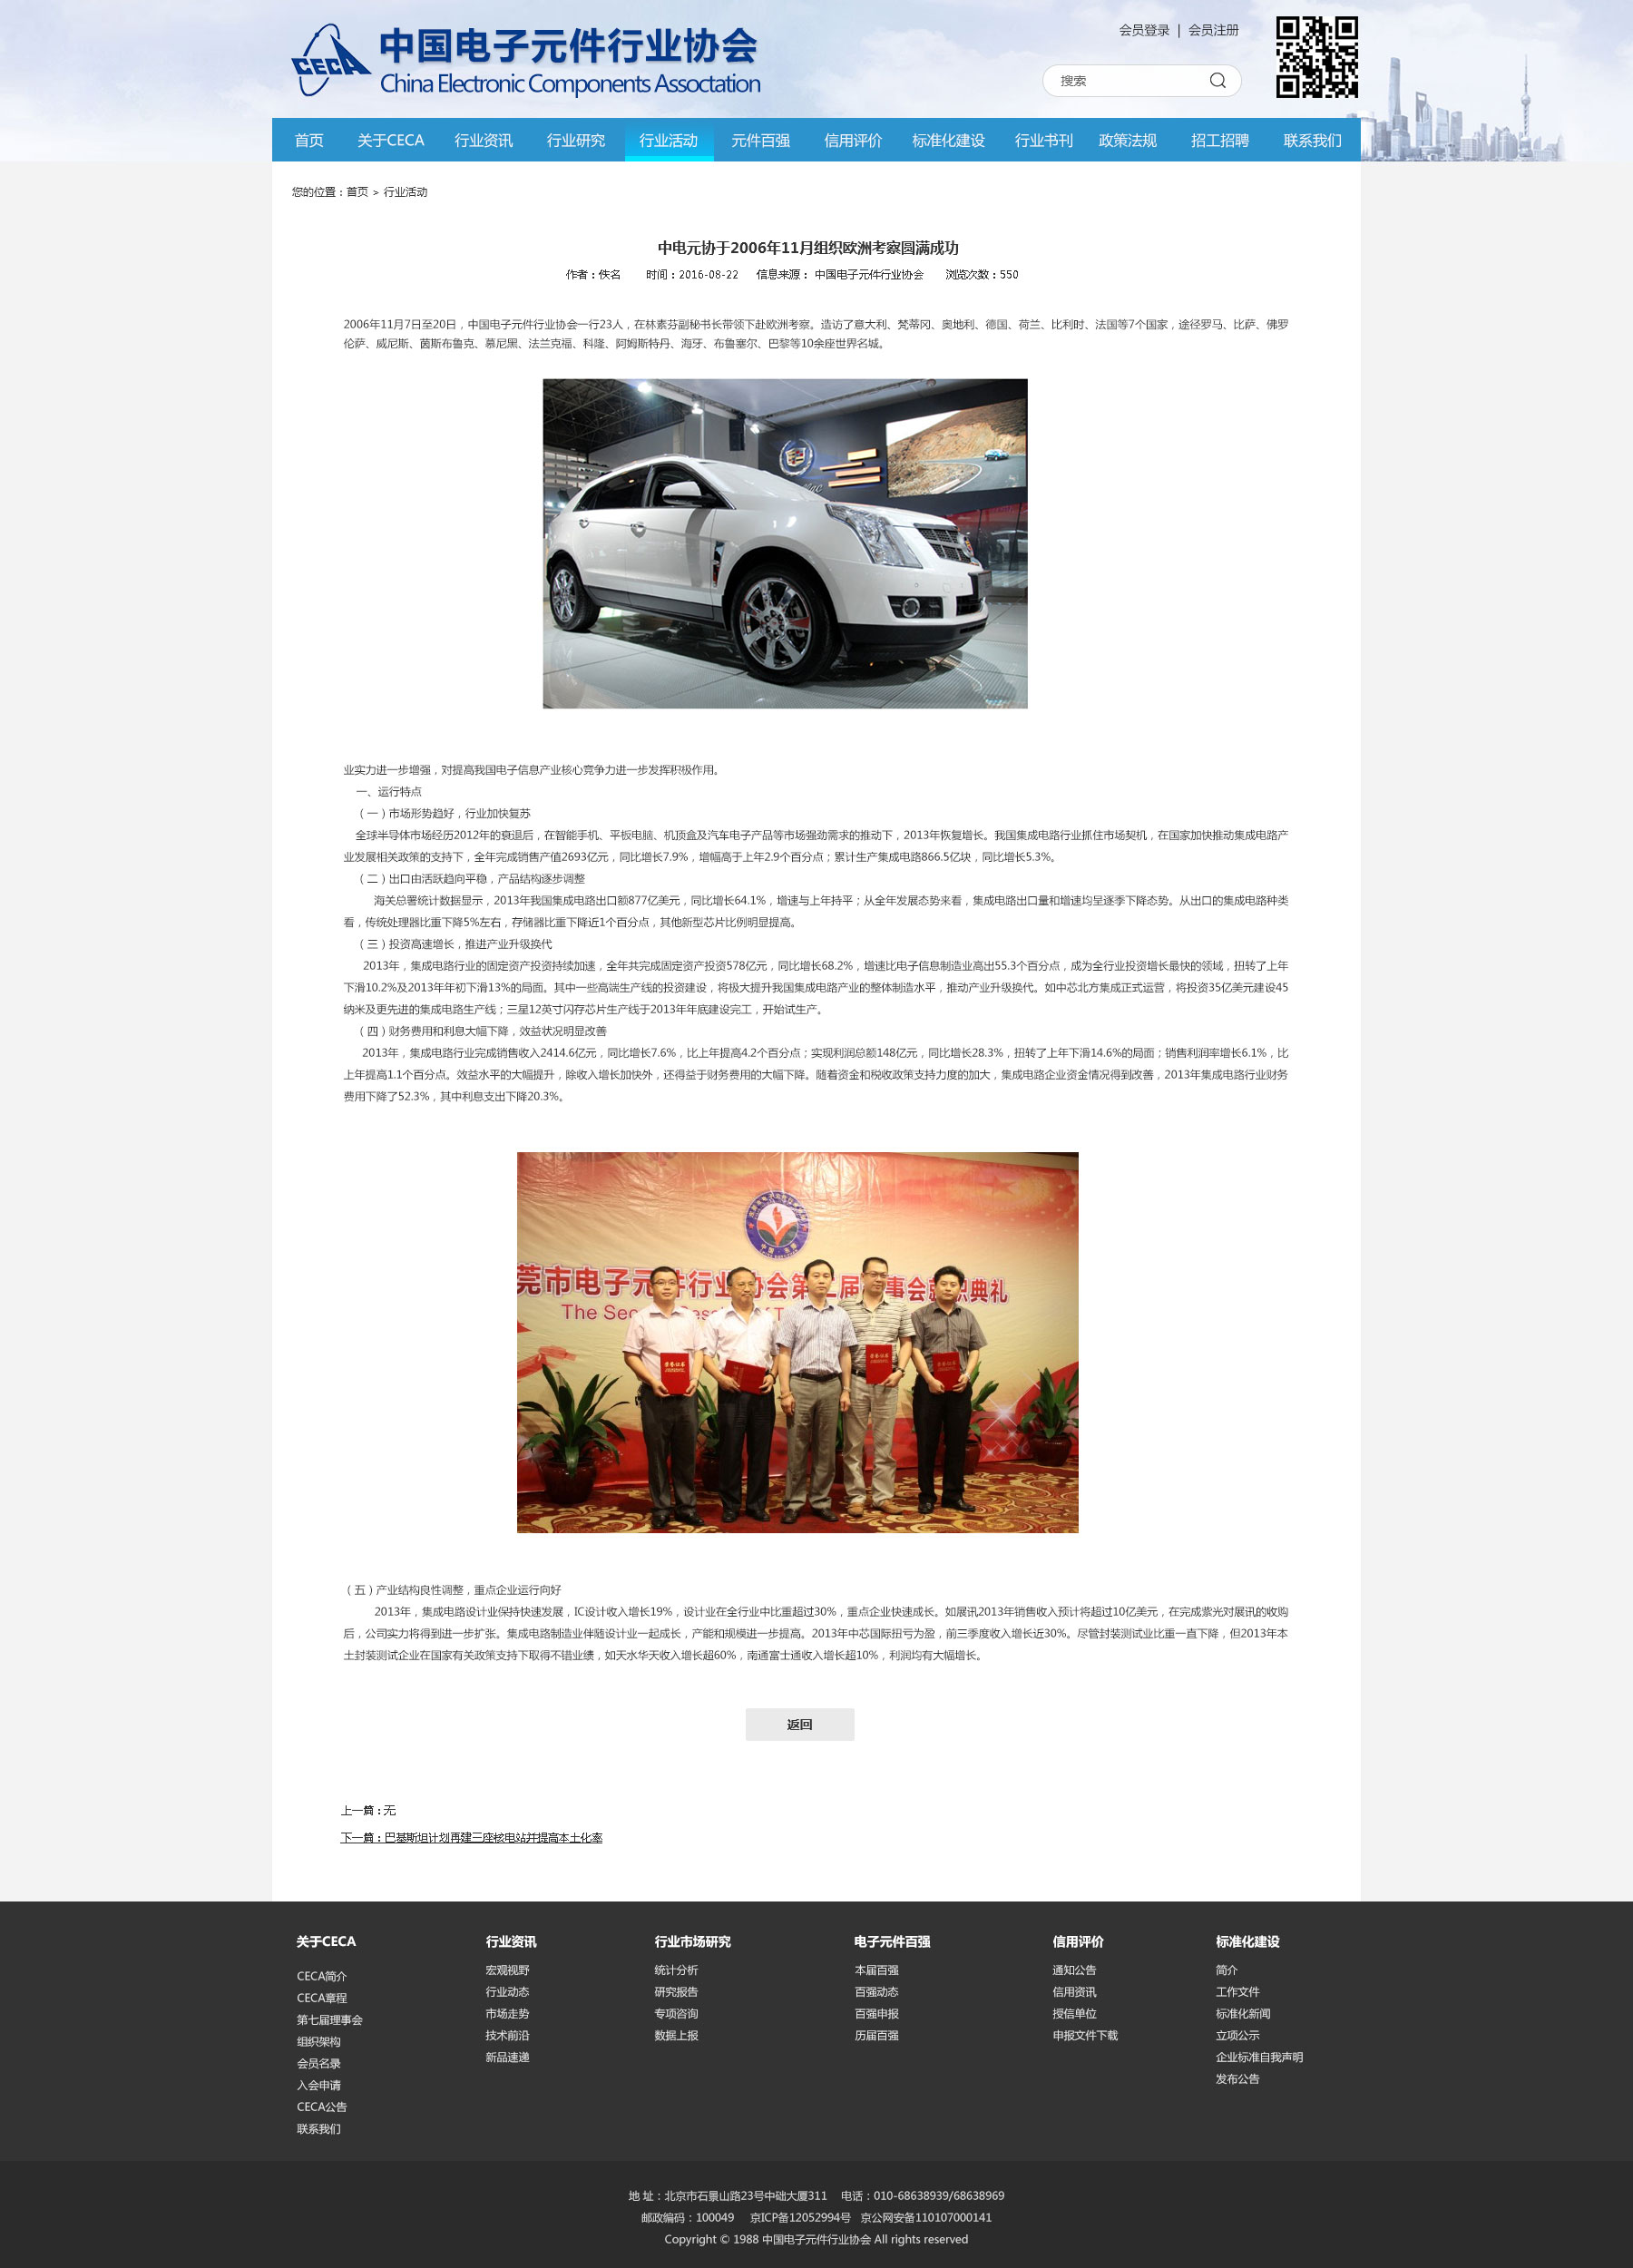 中国电子元件行业协会
China Electronic Components Assoctation
CECA
会员登录 | 会员注册
搜索
首页 关于CECA 行业资讯 行业研究 行业活动 元件百强 信用评价 标准化建设 行业书刊 政策法规 招工招聘 联系我们
您的位置：首页 > 行业活动
中电元协于2006年11月组织欧洲考察圆满成功
作者：佚名 时间：2016-08-22 信息来源： 中国电子元件行业协会 浏览次数：550
2006年11月7日至20日，中国电子元件行业协会一行23人，在林素芬副秘书长带领下赴欧洲考察。造访了意大利、梵蒂冈、奥地利、德国、荷兰、比利时、法国等7个国家，途径罗马、比萨、佛罗
伦萨、威尼斯、茵斯布鲁克、慕尼黑、法兰克福、科隆、阿姆斯特丹、海牙、布鲁塞尔、巴黎等10余座世界名城。
业实力进一步增强，对提高我国电子信息产业核心竞争力进一步发挥积极作用。
一、运行特点
（一）市场形势趋好，行业加快复苏
全球半导体市场经历2012年的衰退后，在智能手机、平板电脑、机顶盒及汽车电子产品等市场强劲需求的推动下，2013年恢复增长。我国集成电路行业抓住市场契机，在国家加快推动集成电路产
业发展相关政策的支持下，全年完成销售产值2693亿元，同比增长7.9%，增幅高于上年2.9个百分点；累计生产集成电路866.5亿块，同比增长5.3%。
（二）出口由活跃趋向平稳，产品结构逐步调整
海关总署统计数据显示，2013年我国集成电路出口额877亿美元，同比增长64.1%，增速与上年持平；从全年发展态势来看，集成电路出口量和增速均呈逐季下降态势。从出口的集成电路种类
看，传统处理器比重下降5%左右，存储器比重下降近1个百分点，其他新型芯片比例明显提高。
（三）投资高速增长，推进产业升级换代
2013年，集成电路行业的固定资产投资持续加速，全年共完成固定资产投资578亿元，同比增长68.2%，增速比电子信息制造业高出55.3个百分点，成为全行业投资增长最快的领域，扭转了上年
下滑10.2%及2013年年初下滑13%的局面。其中一些高端生产线的投资建设，将极大提升我国集成电路产业的整体制造水平，推动产业升级换代。如中芯北方集成正式运营，将投资35亿美元建设45
纳米及更先进的集成电路生产线；三星12英寸闪存芯片生产线于2013年年底建设完工，开始试生产。
（四）财务费用和利息大幅下降，效益状况明显改善
2013年，集成电路行业完成销售收入2414.6亿元，同比增长7.6%，比上年提高4.2个百分点；实现利润总额148亿元，同比增长28.3%，扭转了上年下滑14.6%的局面；销售利润率增长6.1%，比
上年提高1.1个百分点。效益水平的大幅提升，除收入增长加快外，还得益于财务费用的大幅下降。随着资金和税收政策支持力度的加大，集成电路企业资金情况得到改善，2013年集成电路行业财务
费用下降了52.3%，其中利息支出下降20.3%。
莞市电子元件行业协会第二届 事会就职典礼
The Second Session of T
荣誉证书
（五）产业结构良性调整，重点企业运行向好
2013年，集成电路设计业保持快速发展，IC设计收入增长19%，设计业在全行业中比重超过30%，重点企业快速成长。如展讯2013年销售收入预计将超过10亿美元，在完成紫光对展讯的收购
后，公司实力将得到进一步扩张。集成电路制造业伴随设计业一起成长，产能和规模进一步提高。2013年中芯国际扭亏为盈，前三季度收入增长近30%。尽管封装测试业比重一直下降，但2013年本
土封装测试企业在国家有关政策支持下取得不错业绩，如天水华天收入增长超60%，南通富士通收入增长超10%，利润均有大幅增长。
返回
上一篇：无
下一篇：巴基斯坦计划再建三座核电站并提高本土化率
关于CECA
CECA简介
CECA章程
第七届理事会
组织架构
会员名录
入会申请
CECA公告
联系我们
行业资讯
宏观视野
行业动态
市场走势
技术前沿
新品速递
行业市场研究
统计分析
研究报告
专项咨询
数据上报
电子元件百强
本届百强
百强动态
百强申报
历届百强
信用评价
通知公告
信用资讯
授信单位
申报文件下载
标准化建设
简介
工作文件
标准化新闻
立项公示
企业标准自我声明
发布公告
地 址：北京市石景山路23号中础大厦311 电话：010-68638939/68638969
邮政编码：100049 京ICP备12052994号 京公网安备110107000141
Copyright © 1988 中国电子元件行业协会 All rights reserved